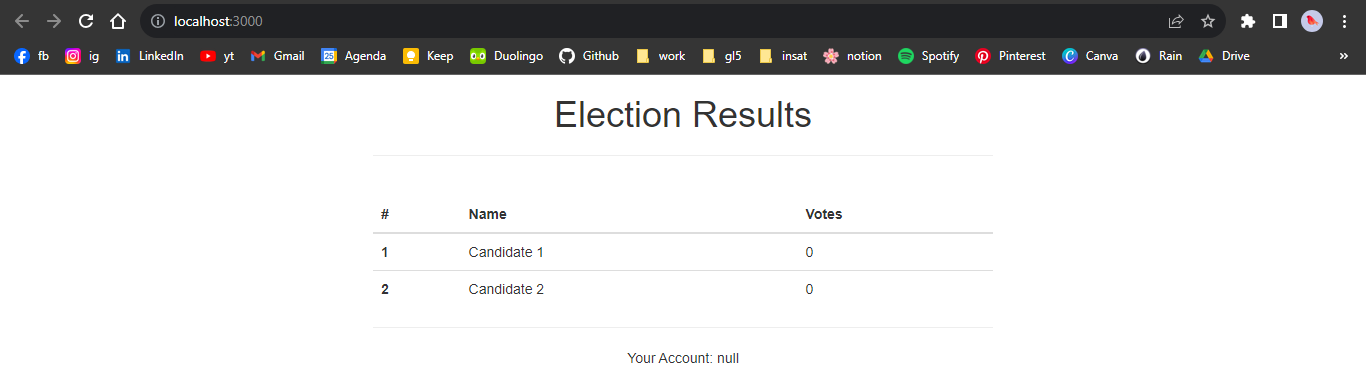 localhost:3000
fb ig LinkedIn yt Gmail 25 Agenda Keep Duolingo Github work gl5 insat notion Spotify Pinterest Canva Rain Drive »
Election Results
# Name Votes
1 Candidate 1 0
2 Candidate 2 0
Your Account: null